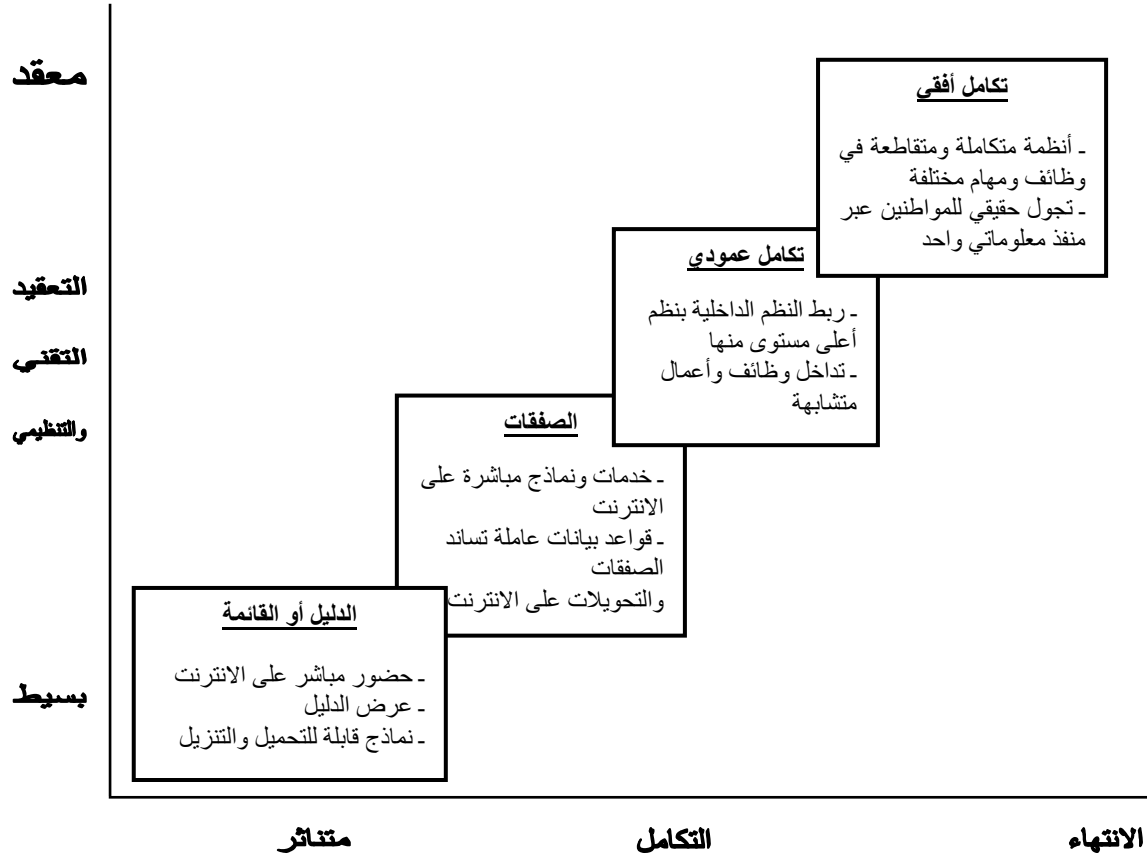 معقد
تكامل أفقي
ـ أنظمة متكاملة ومتقاطعة في
وظائف ومهام مختلفة
ـ تجول حقيقي للمواطنين عبر
منفذ معلوماتي واحد
التعقيد
التقني
والتنظيمي
تكامل عمودي
ـ ربط النظم الداخلية بنظم
أعلى مستوى منها
ـ تداخل وظائف وأعمال
متشابهة
الصفقات
ـ خدمات ونماذج مباشرة على
الانترنت
ـ قواعد بيانات عاملة تساند
الصفقات
والتحويلات على الانترنت
الدليل أو القائمة
ـ حضور مباشر على الانترنت
ـ عرض الدليل
ـ نماذج قابلة للتحميل والتنزيل
بسيط
متناثر
التكامل
الانتهاء